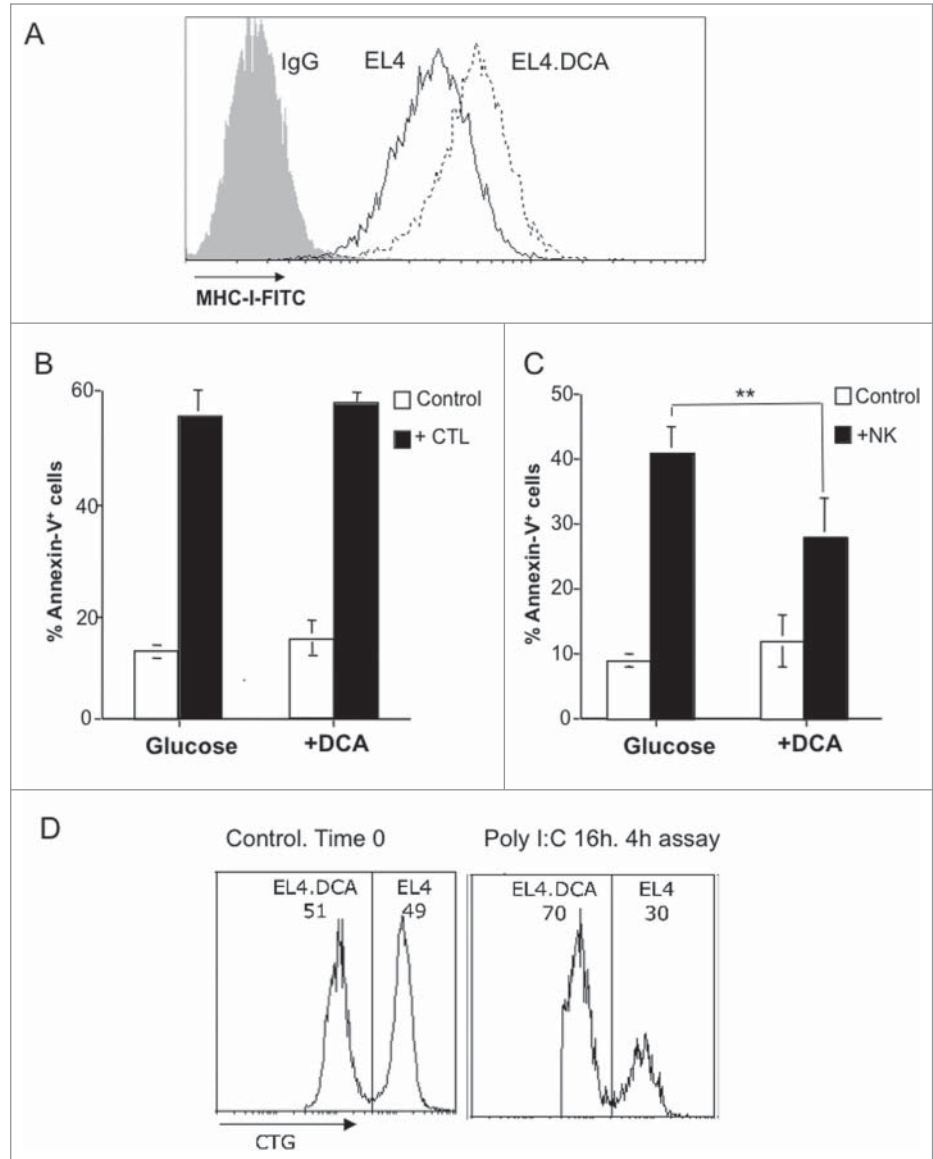 A
IgG EL4 EL4.DCA
MHC-I-FITC
B
% Annexin-V⁺ cells
60
40
20
0
Control
+ CTL
Glucose +DCA
C
% Annexin-V⁺ cells
50
40
30
20
10
0
**
Control
+NK
Glucose +DCA
D
Control. Time 0
EL4.DCA EL4
51 49
CTG
Poly I:C 16h. 4h assay
EL4.DCA EL4
70 30